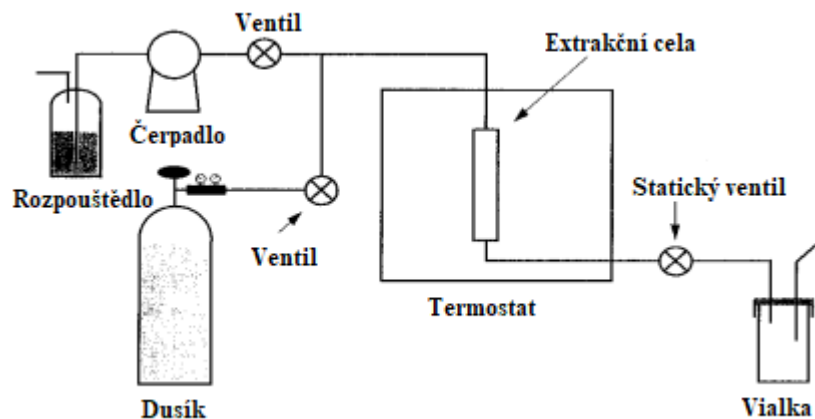 Ventil
Extrakční cela
Čerpadlo
Rozpouštědlo
Statický ventil
Ventil
Termostat
Dusík
Vialka